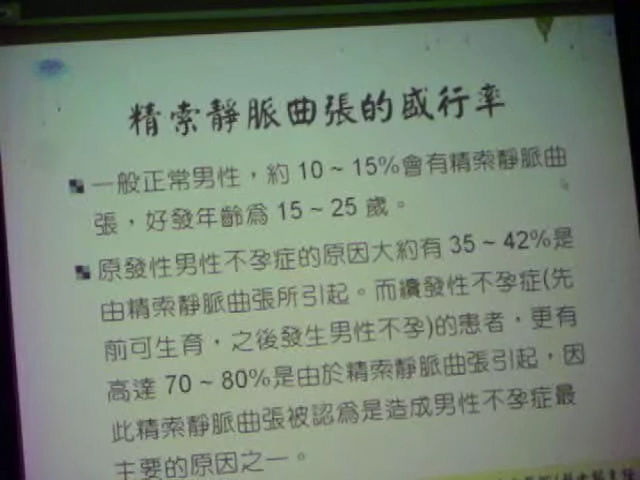 精索靜脈曲張的盛行率
一般正常男性，約 10 ~ 15%會有精索靜脈曲
張，好發年齡為 15 ~ 25 歲。
原發性男性不孕症的原因大約有 35 ~ 42%是
由精索靜脈曲張所引起。而續發性不孕症(先
前可生育，之後發生男性不孕)的患者，更有
高達 70 ~ 80%是由於精索靜脈曲張引起，因
此精索靜脈曲張被認為是造成男性不孕症最
主要的原因之一。